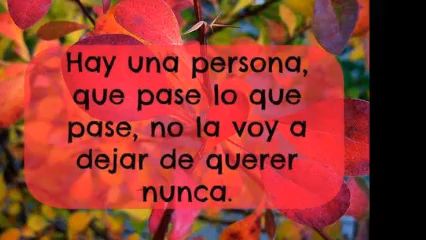 Hay una persona,
que pase lo que
pase, no la voy a
dejar de querer
nunca.